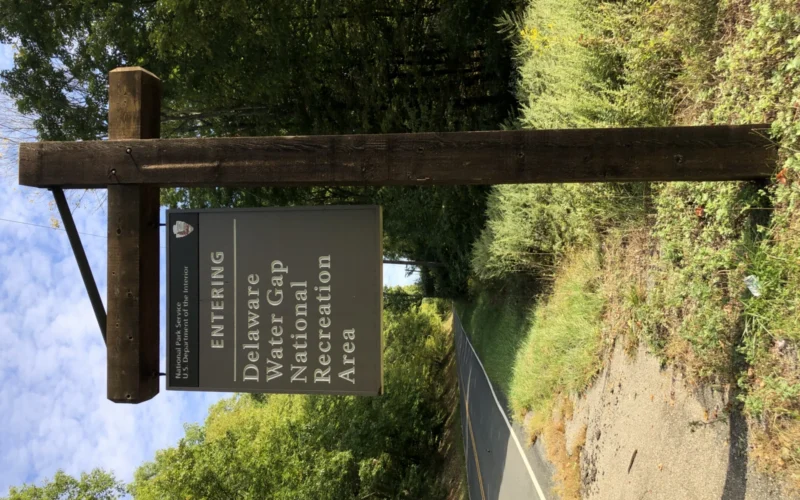 National Park Service
U.S. Department of the Interior
ENTERING
Delaware
Water Gap
National
Recreation
Area